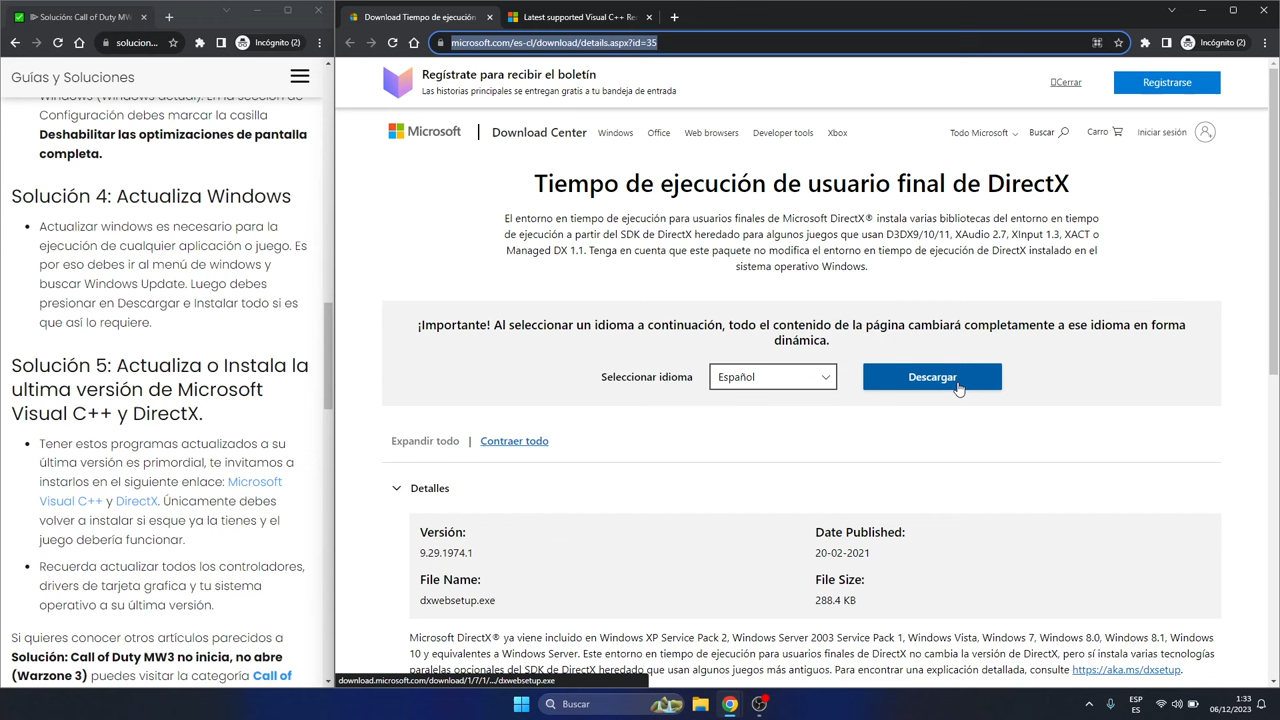 Solución: Call of Duty MW
solucion...
Incógnito (2)
Guías y Soluciones
Windows (Windows actual). En la sección de
Configuración debes marcar la casilla
Deshabilitar las optimizaciones de pantalla
completa.
Solución 4: Actualiza Windows
Actualizar windows es necesario para la
ejecución de cualquier aplicación o juego. Es
por eso debes ir al menú de windows y
buscar Windows Update. Luego debes
presionar en Descargar e Instalar todo si es
que así lo requiere.
Solución 5: Actualiza o Instala la
ultima versión de Microsoft
Visual C++ y DirectX.
Tener estos programas actualizados a su
última versión es primordial, te invitamos a
instarlos en el siguiente enlace: Microsoft
Visual C++ y DirectX. Únicamente debes
volver a instalar si esque ya la tienes y el
juego debería funcionar.
Recuerda actualizar todos los controladores,
drivers de tarjeta grafica y tu sistema
operativo a su última versión.
Si quieres conocer otros artículos parecidos a
Solución: Call of Duty MW3 no inicia, no abre
(Warzone 3) puedes visitar la categoría Call of
Download Tiempo de ejecución
Latest supported Visual C++ Re
microsoft.com/es-cl/download/details.aspx?id=35
Incógnito (2)
Regístrate para recibir el boletín
Las historias principales se entregan gratis a tu bandeja de entrada
Cerrar
Registrarse
Microsoft
Download Center
Windows
Office
Web browsers
Developer tools
Xbox
Todo Microsoft
Buscar
Carro
Iniciar sesión
Tiempo de ejecución de usuario final de DirectX
El entorno en tiempo de ejecución para usuarios finales de Microsoft DirectX® instala varias bibliotecas del entorno en tiempo
de ejecución a partir del SDK de DirectX heredado para algunos juegos que usan D3DX9/10/11, XAudio 2.7, XInput 1.3, XACT o
Managed DX 1.1. Tenga en cuenta que este paquete no modifica el entorno en tiempo de ejecución de DirectX instalado en el
sistema operativo Windows.
¡Importante! Al seleccionar un idioma a continuación, todo el contenido de la página cambiará completamente a ese idioma en forma
dinámica.
Seleccionar idioma
Español
Descargar
Expandir todo | Contraer todo
Detalles
Versión:
9.29.1974.1
Date Published:
20-02-2021
File Name:
dxwebsetup.exe
File Size:
288.4 KB
Microsoft DirectX® ya viene incluido en Windows XP Service Pack 2, Windows Server 2003 Service Pack 1, Windows Vista, Windows 7, Windows 8.0, Windows 8.1, Windows
10 y equivalentes a Windows Server. Este entorno en tiempo de ejecución para usuarios finales de DirectX no cambia la versión de DirectX, pero sí instala varias tecnologías
paralelas opcionales del SDK de DirectX heredado que usan algunos juegos más antiguos. Para encontrar una explicación detallada, consulte https://aka.ms/dxsetup.
download.microsoft.com/download/1/7/1/.../dxwebsetup.exe
Buscar
ESP
ES
1:33
06/12/2023